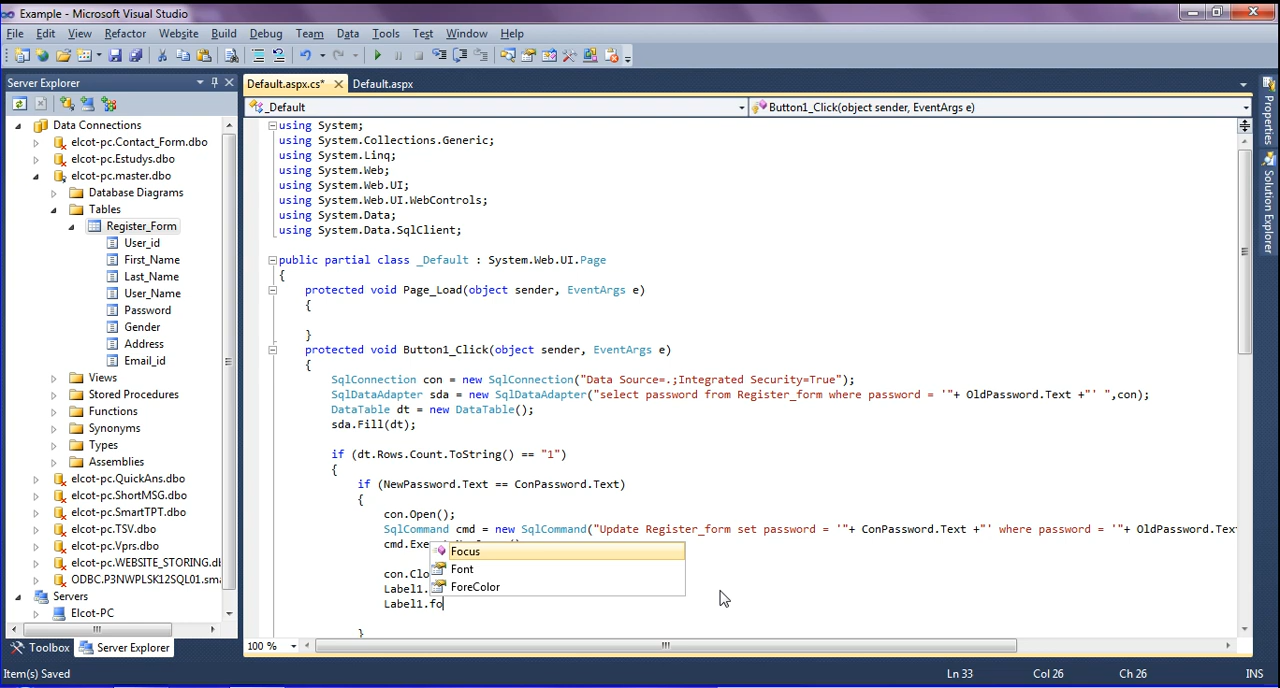 Example - Microsoft Visual Studio
File Edit View Refactor Website Build Debug Team Data Tools Test Window Help
Server Explorer
Default.aspx.cs* Default.aspx
_Default
Button1_Click(object sender, EventArgs e)
Data Connections
elcot-pc.Contact_Form.dbo
elcot-pc.Estudys.dbo
elcot-pc.master.dbo
Database Diagrams
Tables
Register_Form
User_id
First_Name
Last_Name
User_Name
Password
Gender
Address
Email_id
Views
Stored Procedures
Functions
Synonyms
Types
Assemblies
elcot-pc.QuickAns.dbo
elcot-pc.ShortMSG.dbo
elcot-pc.SmartTPT.dbo
elcot-pc.TSV.dbo
elcot-pc.Vprs.dbo
elcot-pc.WEBSITE_STORING.db
ODBC.P3NWPLSK12SQL01.sma
Servers
Elcot-PC
Toolbox Server Explorer
using System;
using System.Collections.Generic;
using System.Linq;
using System.Web;
using System.Web.UI;
using System.Web.UI.WebControls;
using System.Data;
using System.Data.SqlClient;
public partial class _Default : System.Web.UI.Page
{
protected void Page_Load(object sender, EventArgs e)
{
}
protected void Button1_Click(object sender, EventArgs e)
{
SqlConnection con = new SqlConnection("Data Source=.;Integrated Security=True");
SqlDataAdapter sda = new SqlDataAdapter("select password from Register_form where password = '"+ OldPassword.Text +"' ",con);
DataTable dt = new DataTable();
sda.Fill(dt);
if (dt.Rows.Count.ToString() == "1")
{
if (NewPassword.Text == ConPassword.Text)
{
con.Open();
SqlCommand cmd = new SqlCommand("Update Register_form set password = '"+ ConPassword.Text +"' where password = '"+ OldPassword.Text
cmd.Exe
con.Clo
Label1.
Label1.fo
}
Focus
Font
ForeColor
100 %
Properties
Solution Explorer
Item(s) Saved
Ln 33 Col 26 Ch 26 INS